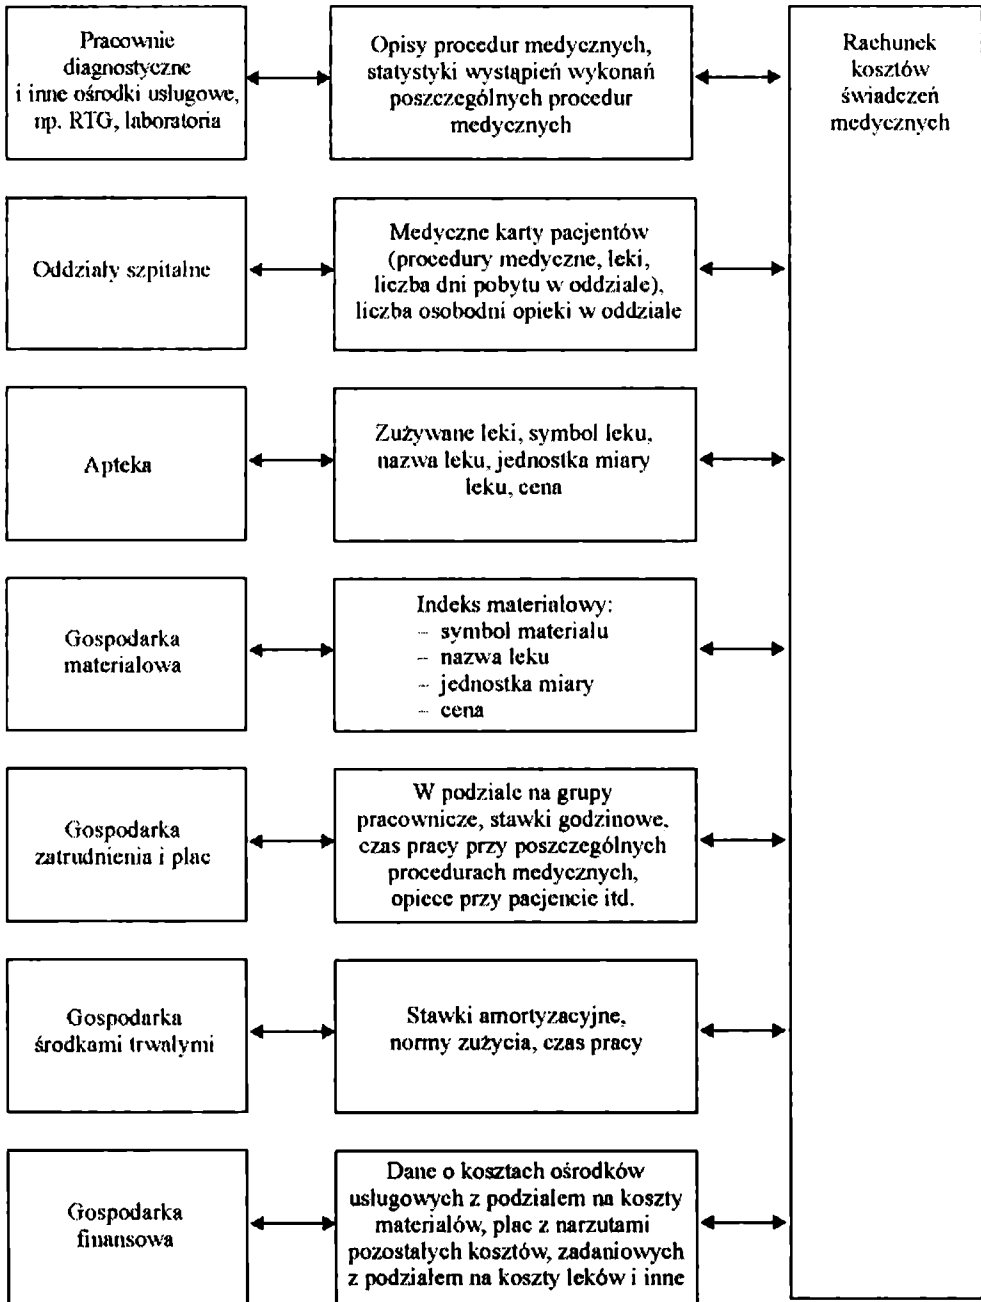 Pracownie
diagnostyczne
i inne ośrodki usługowe,
np. RTG, laboratoria
Opisy procedur medycznych,
statystyki wystąpień wykonań
poszczególnych procedur
medycznych
Rachunek
kosztów
świadczeń
medycznych
Oddziały szpitalne
Medyczne karty pacjentów
(procedury medyczne, leki,
liczba dni pobytu w oddziale),
liczba osobodni opieki w oddziale
Apteka
Zużywane leki, symbol leku,
nazwa leku, jednostka miary
leku, cena
Gospodarka
materiałowa
Indeks materiałowy:
– symbol materiału
– nazwa leku
– jednostka miary
– cena
Gospodarka
zatrudnienia i płac
W podziale na grupy
pracownicze, stawki godzinowe,
czas pracy przy poszczególnych
procedurach medycznych,
opiece przy pacjencie itd.
Gospodarka
środkami trwałymi
Stawki amortyzacyjne,
normy zużycia, czas pracy
Gospodarka
finansowa
Dane o kosztach ośrodków
usługowych z podziałem na koszty
materiałów, płac z narzutami
pozostałych kosztów, zadaniowych
z podziałem na koszty leków i inne